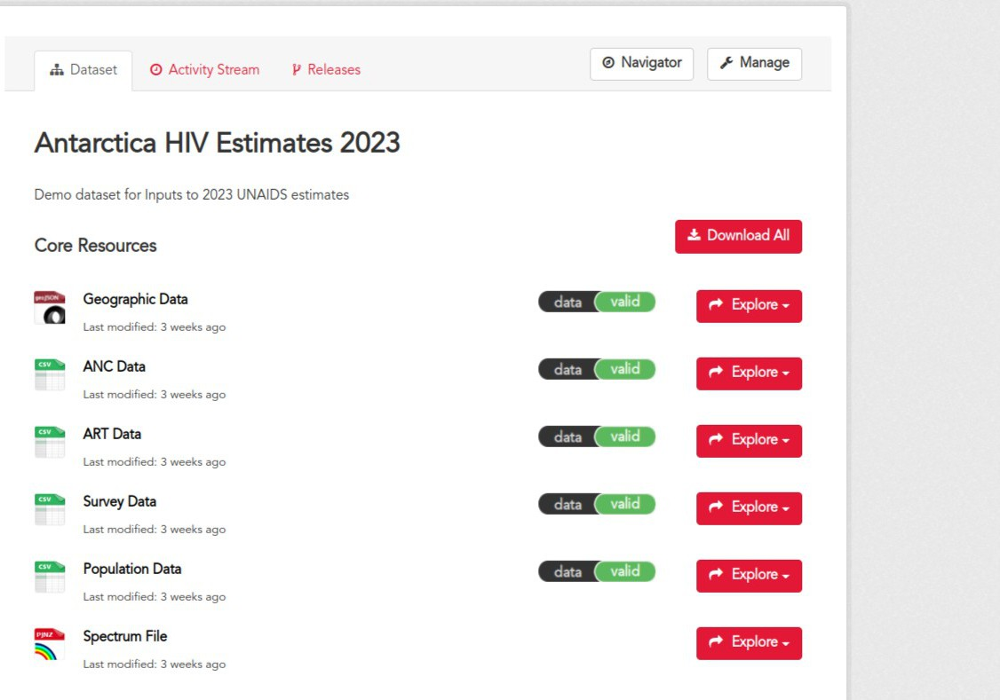 Dataset Activity Stream Releases Navigator Manage
Antarctica HIV Estimates 2023
Demo dataset for Inputs to 2023 UNAIDS estimates
Core Resources Download All
geoJSON Geographic Data data valid Explore
Last modified: 3 weeks ago
CSV ANC Data data valid Explore
Last modified: 3 weeks ago
CSV ART Data data valid Explore
Last modified: 3 weeks ago
CSV Survey Data data valid Explore
Last modified: 3 weeks ago
CSV Population Data data valid Explore
Last modified: 3 weeks ago
PJNZ Spectrum File Explore
Last modified: 3 weeks ago